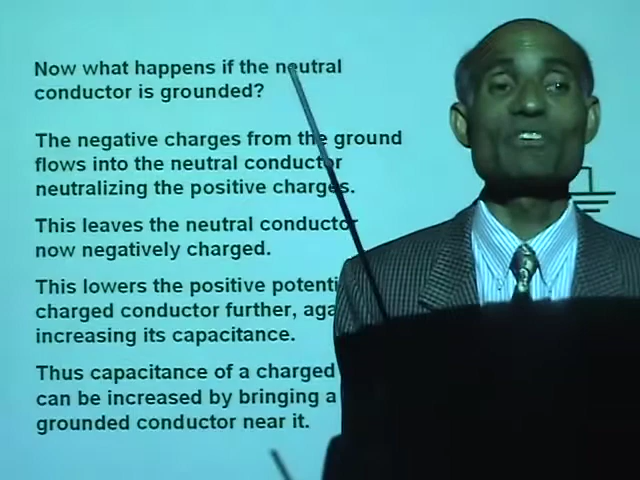 Now what happens if the neutral
conductor is grounded?
The negative charges from the ground
flows into the neutral conductor
neutralizing the positive charges.
This leaves the neutral conductor
now negatively charged.
This lowers the positive
charged conductor further,
increasing its capacitance.
Thus capacitance of a charged
can be increased by bringing a
grounded conductor near it.